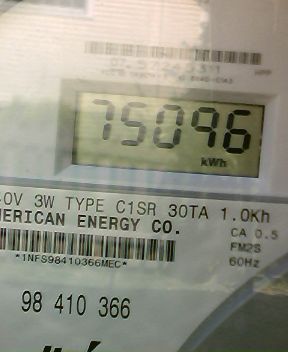 75096
kWh
0V 3W TYPE C1SR 30TA 1.0Kh
ERICAN ENERGY CO.
CA 0.5
FM2S
*1NFS98410366MEC*
60Hz
98 410 366